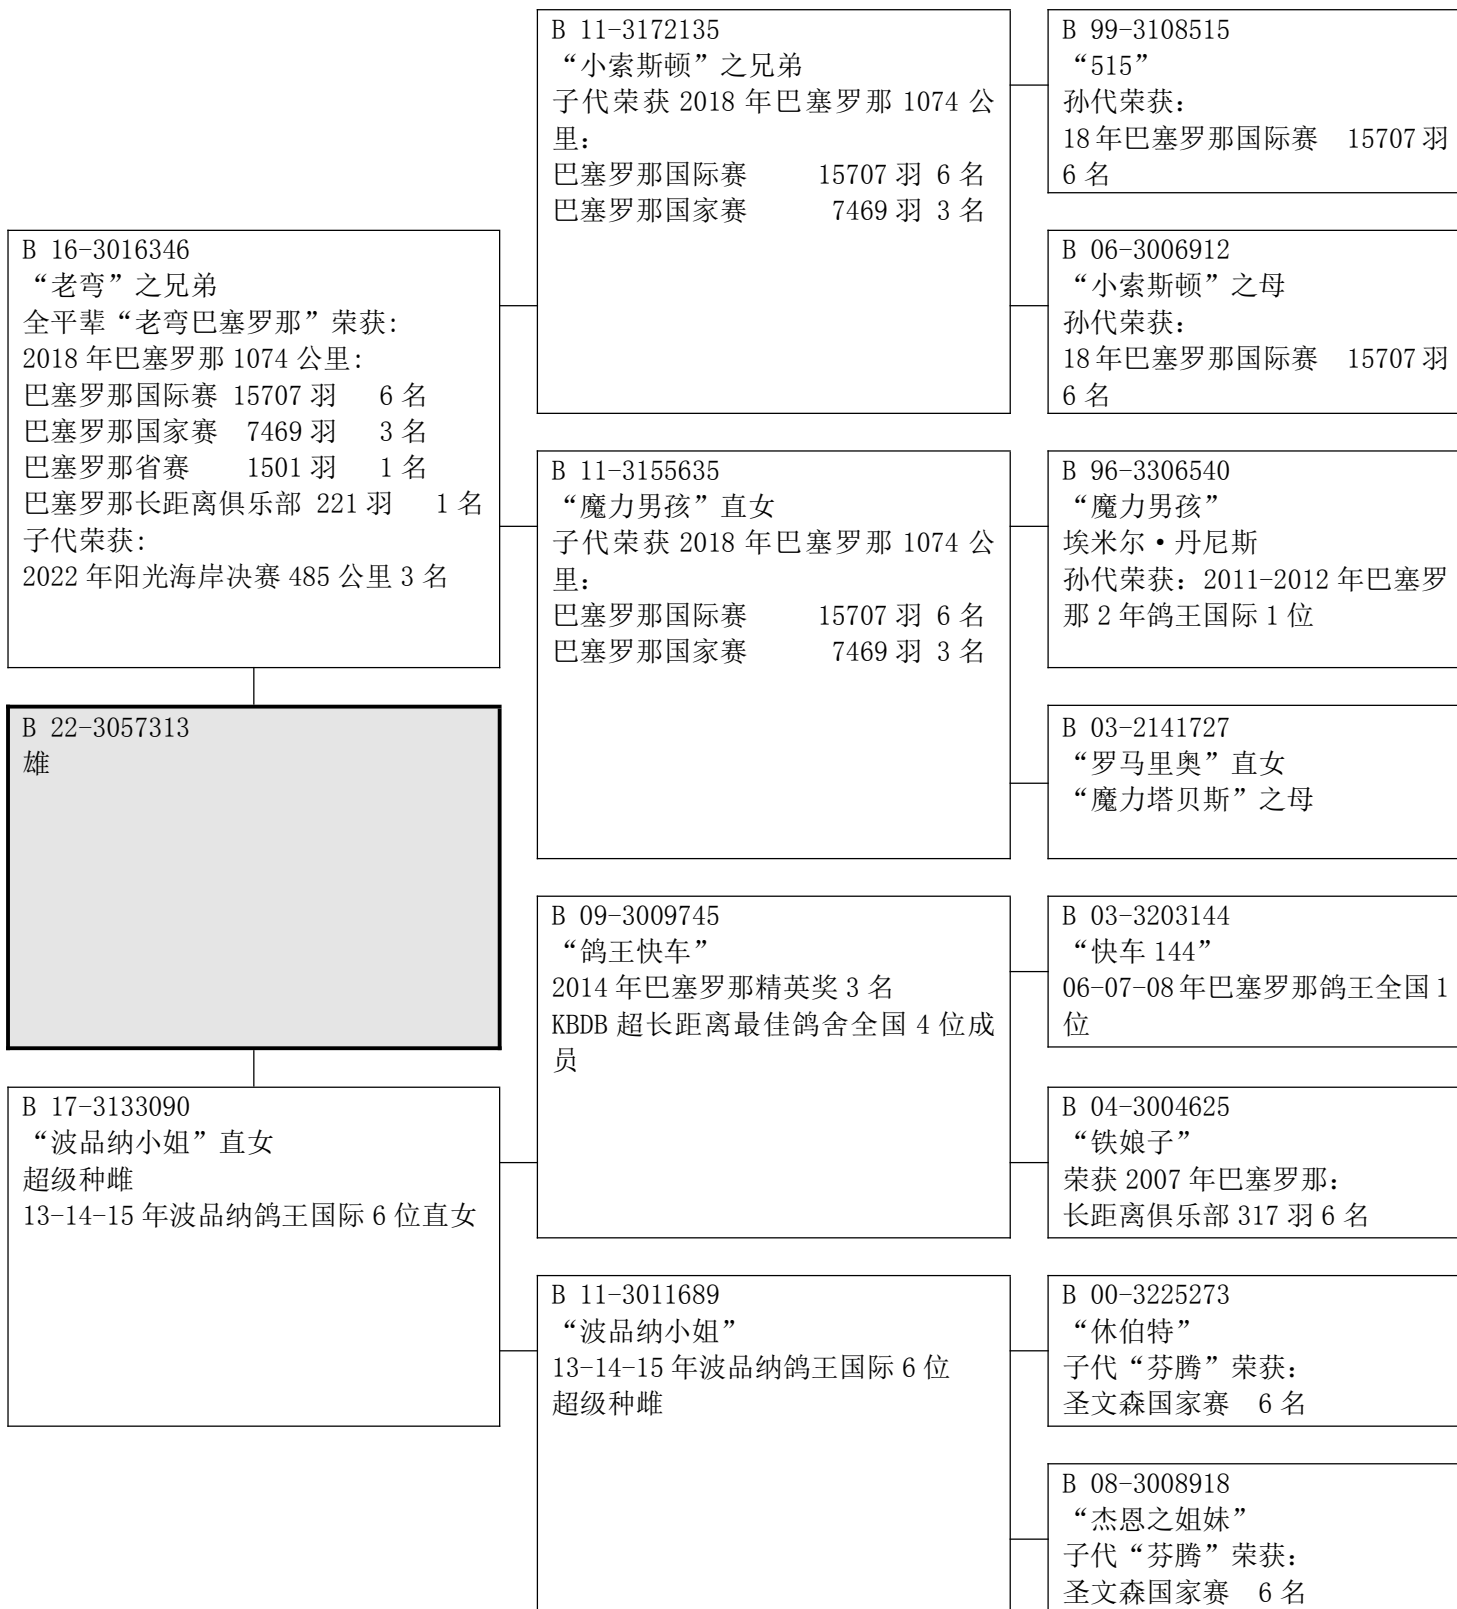 B 16-3016346
“老弯”之兄弟
全平辈“老弯巴塞罗那”荣获:
2018 年巴塞罗那 1074 公里:
巴塞罗那国际赛 15707 羽 6 名
巴塞罗那国家赛 7469 羽 3 名
巴塞罗那省赛 1501 羽 1 名
巴塞罗那长距离俱乐部 221 羽 1 名
子代荣获:
2022 年阳光海岸决赛 485 公里 3 名
B 22-3057313
雄
B 17-3133090
“波品纳小姐”直女
超级种雌
13-14-15 年波品纳鸽王国际 6 位直女
B 11-3172135
“小索斯顿”之兄弟
子代荣获 2018 年巴塞罗那 1074 公
里:
巴塞罗那国际赛 15707 羽 6 名
巴塞罗那国家赛 7469 羽 3 名
B 11-3155635
“魔力男孩”直女
子代荣获 2018 年巴塞罗那 1074 公
里:
巴塞罗那国际赛 15707 羽 6 名
巴塞罗那国家赛 7469 羽 3 名
B 09-3009745
“鸽王快车”
2014 年巴塞罗那精英奖 3 名
KBDB 超长距离最佳鸽舍全国 4 位成
员
B 11-3011689
“波品纳小姐”
13-14-15 年波品纳鸽王国际 6 位
超级种雌
B 99-3108515
“515”
孙代荣获:
18 年巴塞罗那国际赛 15707 羽
6 名
B 06-3006912
“小索斯顿”之母
孙代荣获:
18 年巴塞罗那国际赛 15707 羽
6 名
B 96-3306540
“魔力男孩”
埃米尔·丹尼斯
孙代荣获: 2011-2012 年巴塞罗
那 2 年鸽王国际 1 位
B 03-2141727
“罗马里奥”直女
“魔力塔贝斯”之母
B 03-3203144
“快车 144”
06-07-08 年巴塞罗那鸽王全国 1
位
B 04-3004625
“铁娘子”
荣获 2007 年巴塞罗那:
长距离俱乐部 317 羽 6 名
B 00-3225273
“休伯特”
子代“芬腾”荣获:
圣文森国家赛 6 名
B 08-3008918
“杰恩之姐妹”
子代“芬腾”荣获:
圣文森国家赛 6 名